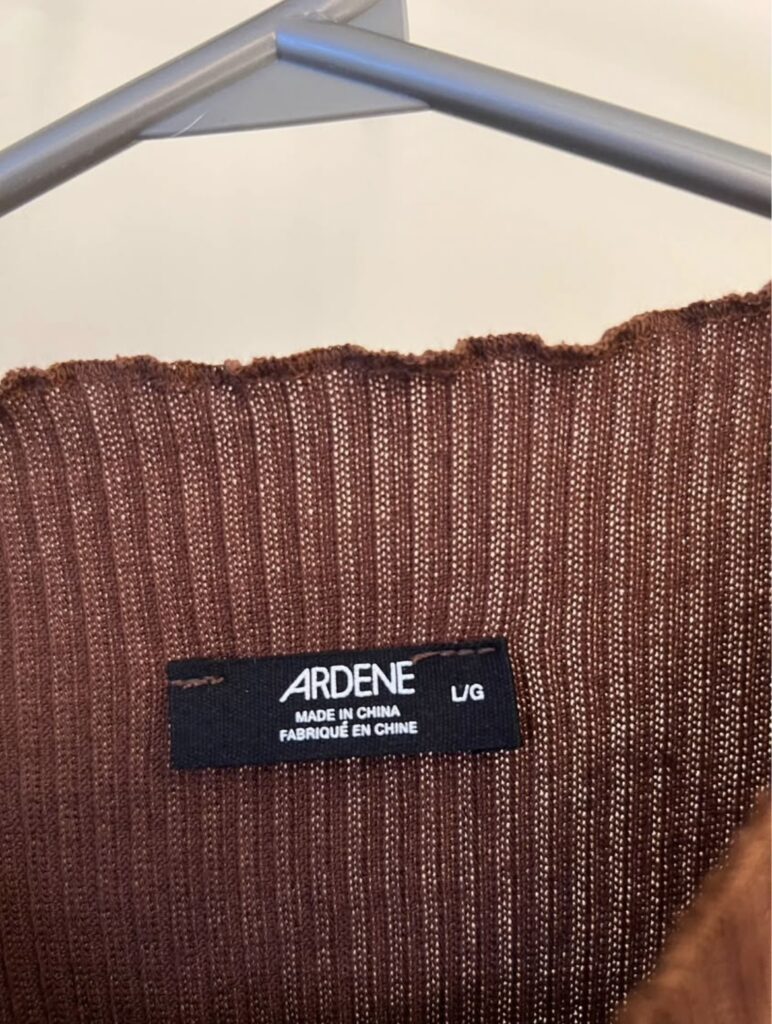 ARDENE
L/G
MADE IN CHINA
FABRIQUÉ EN CHINE